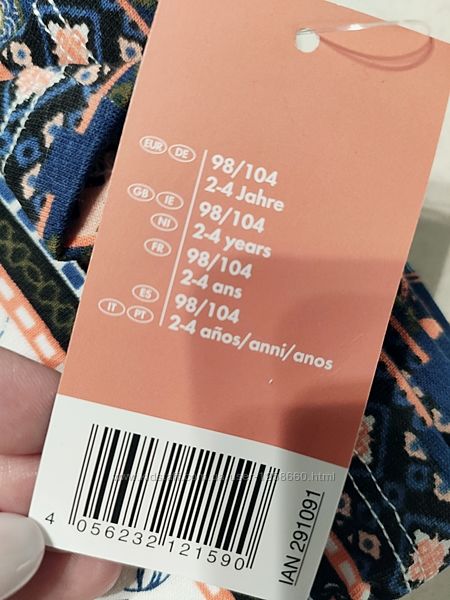 EUR DE 98/104
2-4 Jahre
GB IE 98/104
NI 2-4 years
FR 98/104
2-4 ans
ES 98/104
IT PT 2-4 años/anni/anos
4 056232 121590
IAN 291091